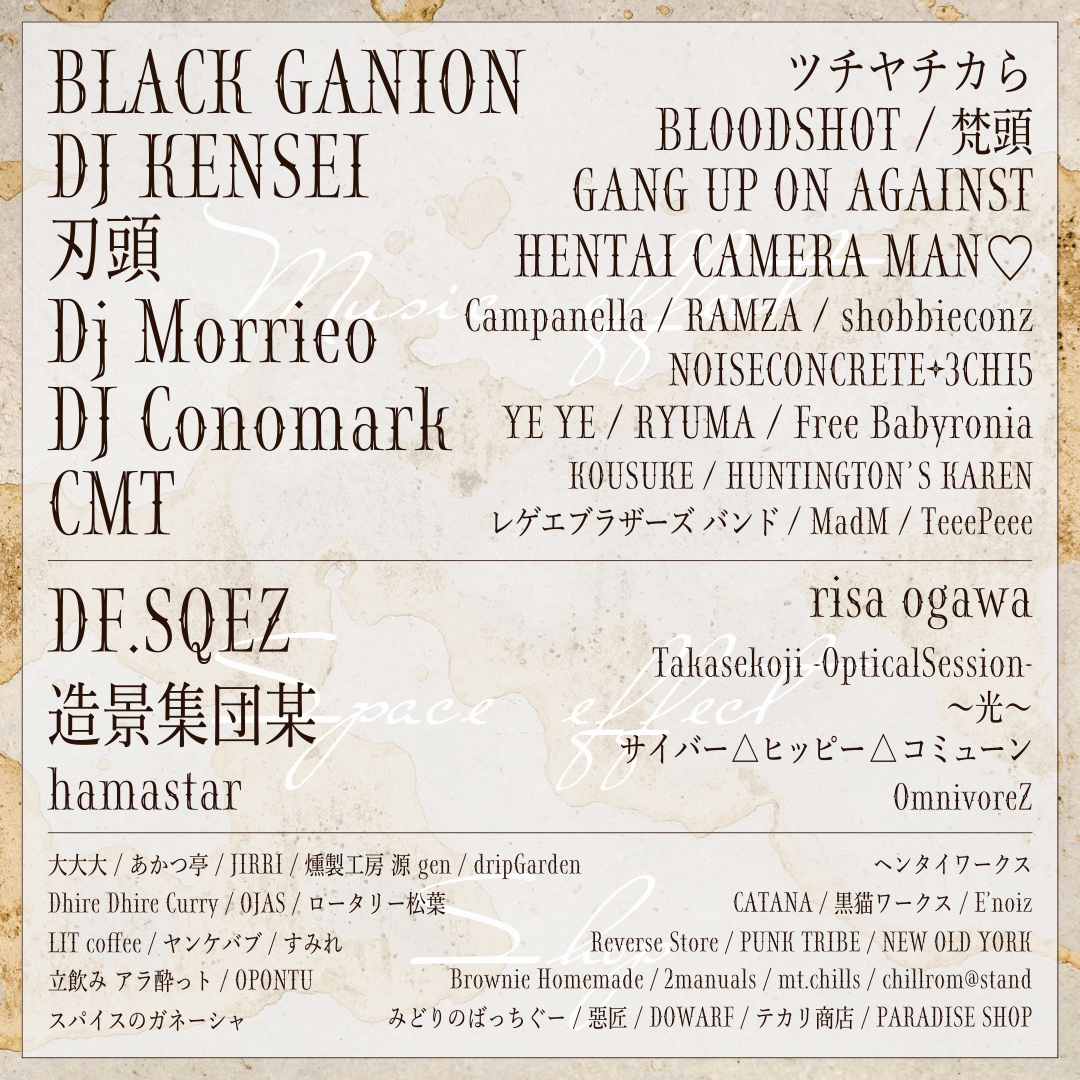 BLACK GANION
DJ KENSEI
刃頭
Dj Morrieo
DJ Conomark
CMT
ツチヤチカら
BLOODSHOT / 梵頭
GANG UP ON AGAINST
HENTAI CAMERA MAN♡
Campanella / RAMZA / shobbieconz
NOISECONCRETE✦3CHI5
YE YE / RYUMA / Free Babyronia
KOUSUKE / HUNTINGTON'S KAREN
レゲエブラザーズ バンド / MadM / TeeePeee
Music effect
DF.SQEZ
造景集団某
hamastar
risa ogawa
Takasekoji -OpticalSession-
〜光〜
サイバー△ヒッピー△コミューン
OmnivoreZ
Space effect
大大大 / あかつ亭 / JIRRI / 燻製工房 源 gen / dripGarden
Dhire Dhire Curry / OJAS / ロータリー松葉
LIT coffee / ヤンケバブ / すみれ
立飲み アラ酔っト / OPONTU
スパイスのガネーシャ
ヘンタイワークス
CATANA / 黒猫ワークス / E'noiz
Reverse Store / PUNK TRIBE / NEW OLD YORK
Brownie Homemade / 2manuals / mt.chills / chillrom@stand
みどりのばっちぐー / 惡匠 / DOWARF / テカリ商店 / PARADISE SHOP
Shop